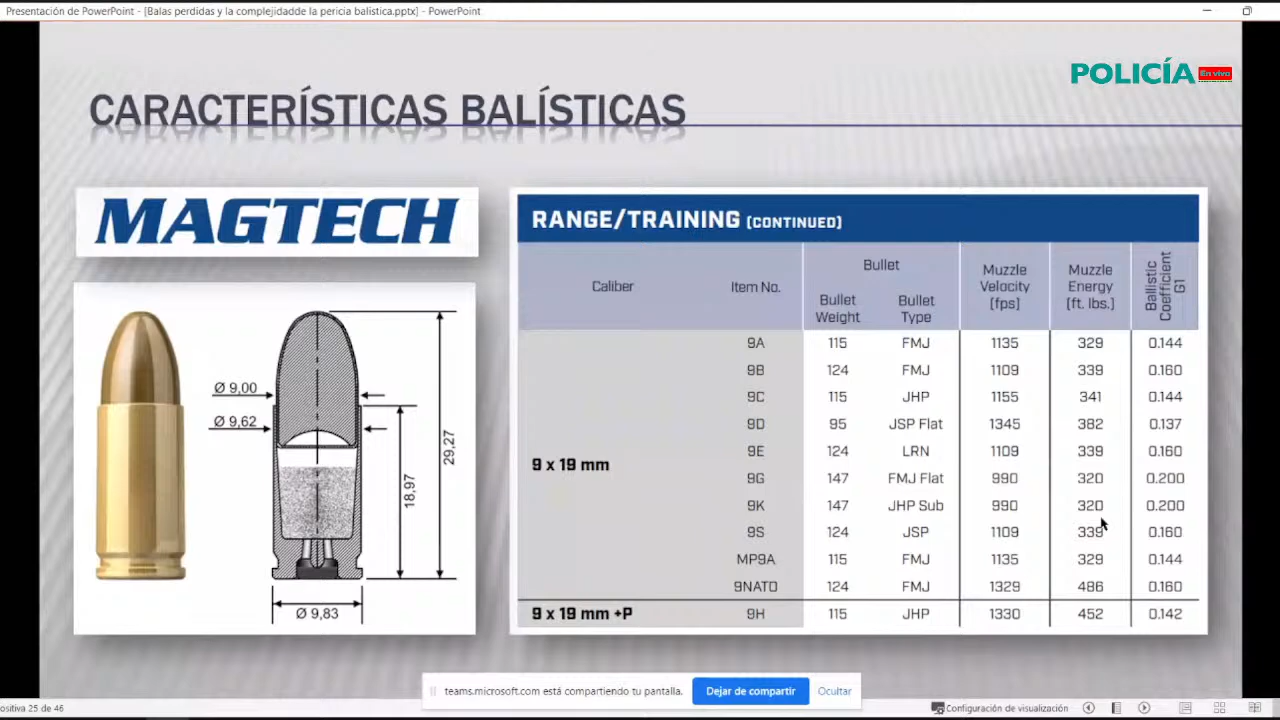 Presentación de PowerPoint - [Balas perdidas y la complejidadde la pericia balística.pptx] - PowerPoint
POLICÍA En vivo
CARACTERÍSTICAS BALÍSTICAS
MAGTECH
Ø 9,00
Ø 9,62
18,97
29,27
Ø 9,83
RANGE/TRAINING (CONTINUED)
Caliber Item No. Bullet Weight Bullet Type Muzzle Velocity (fps) Muzzle Energy (ft. lbs.) Ballistic Coefficient G1
9 x 19 mm
9A 115 FMJ 1135 329 0.144
9B 124 FMJ 1109 339 0.160
9C 115 JHP 1155 341 0.144
9D 95 JSP Flat 1345 382 0.137
9E 124 LRN 1109 339 0.160
9G 147 FMJ Flat 990 320 0.200
9K 147 JHP Sub 990 320 0.200
9S 124 JSP 1109 339 0.160
MP9A 115 FMJ 1135 329 0.144
9NATO 124 FMJ 1329 486 0.160
9 x 19 mm +P 9H 115 JHP 1330 452 0.142
teams.microsoft.com está compartiendo tu pantalla. Dejar de compartir Ocultar
ositiva 25 de 46 Configuración de visualización